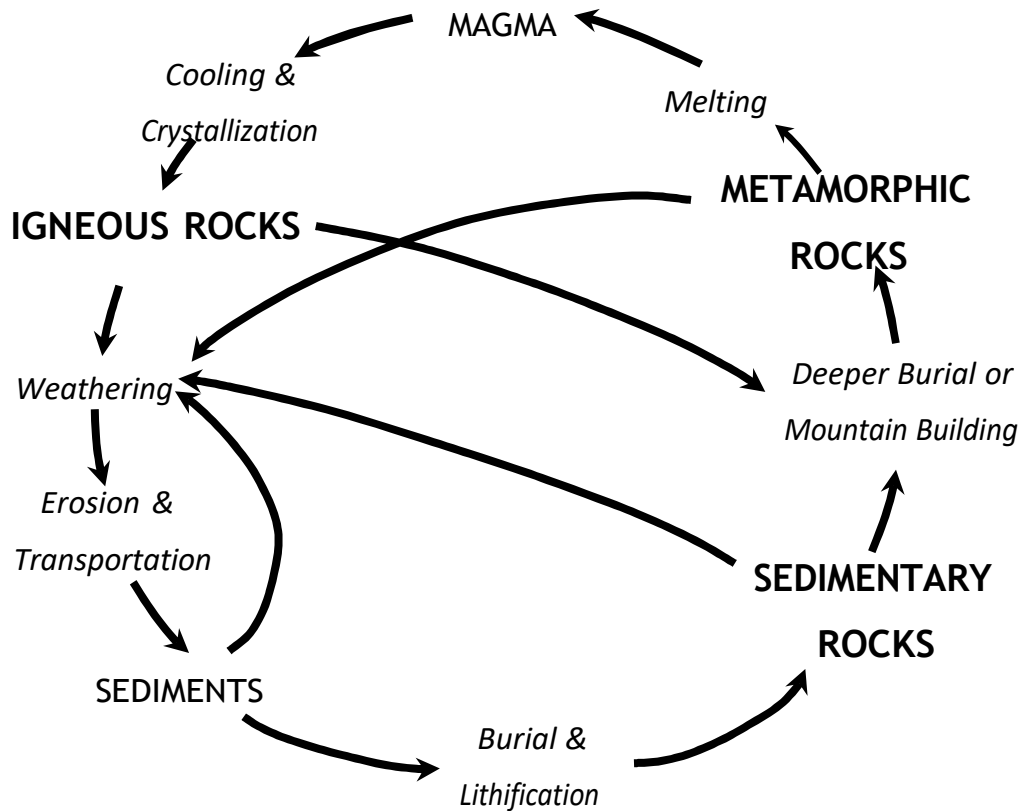 MAGMA
Cooling &
Crystallization
Melting
METAMORPHIC
ROCKS
IGNEOUS ROCKS
Weathering
Deeper Burial or
Mountain Building
Erosion &
Transportation
SEDIMENTARY
ROCKS
SEDIMENTS
Burial &
Lithification